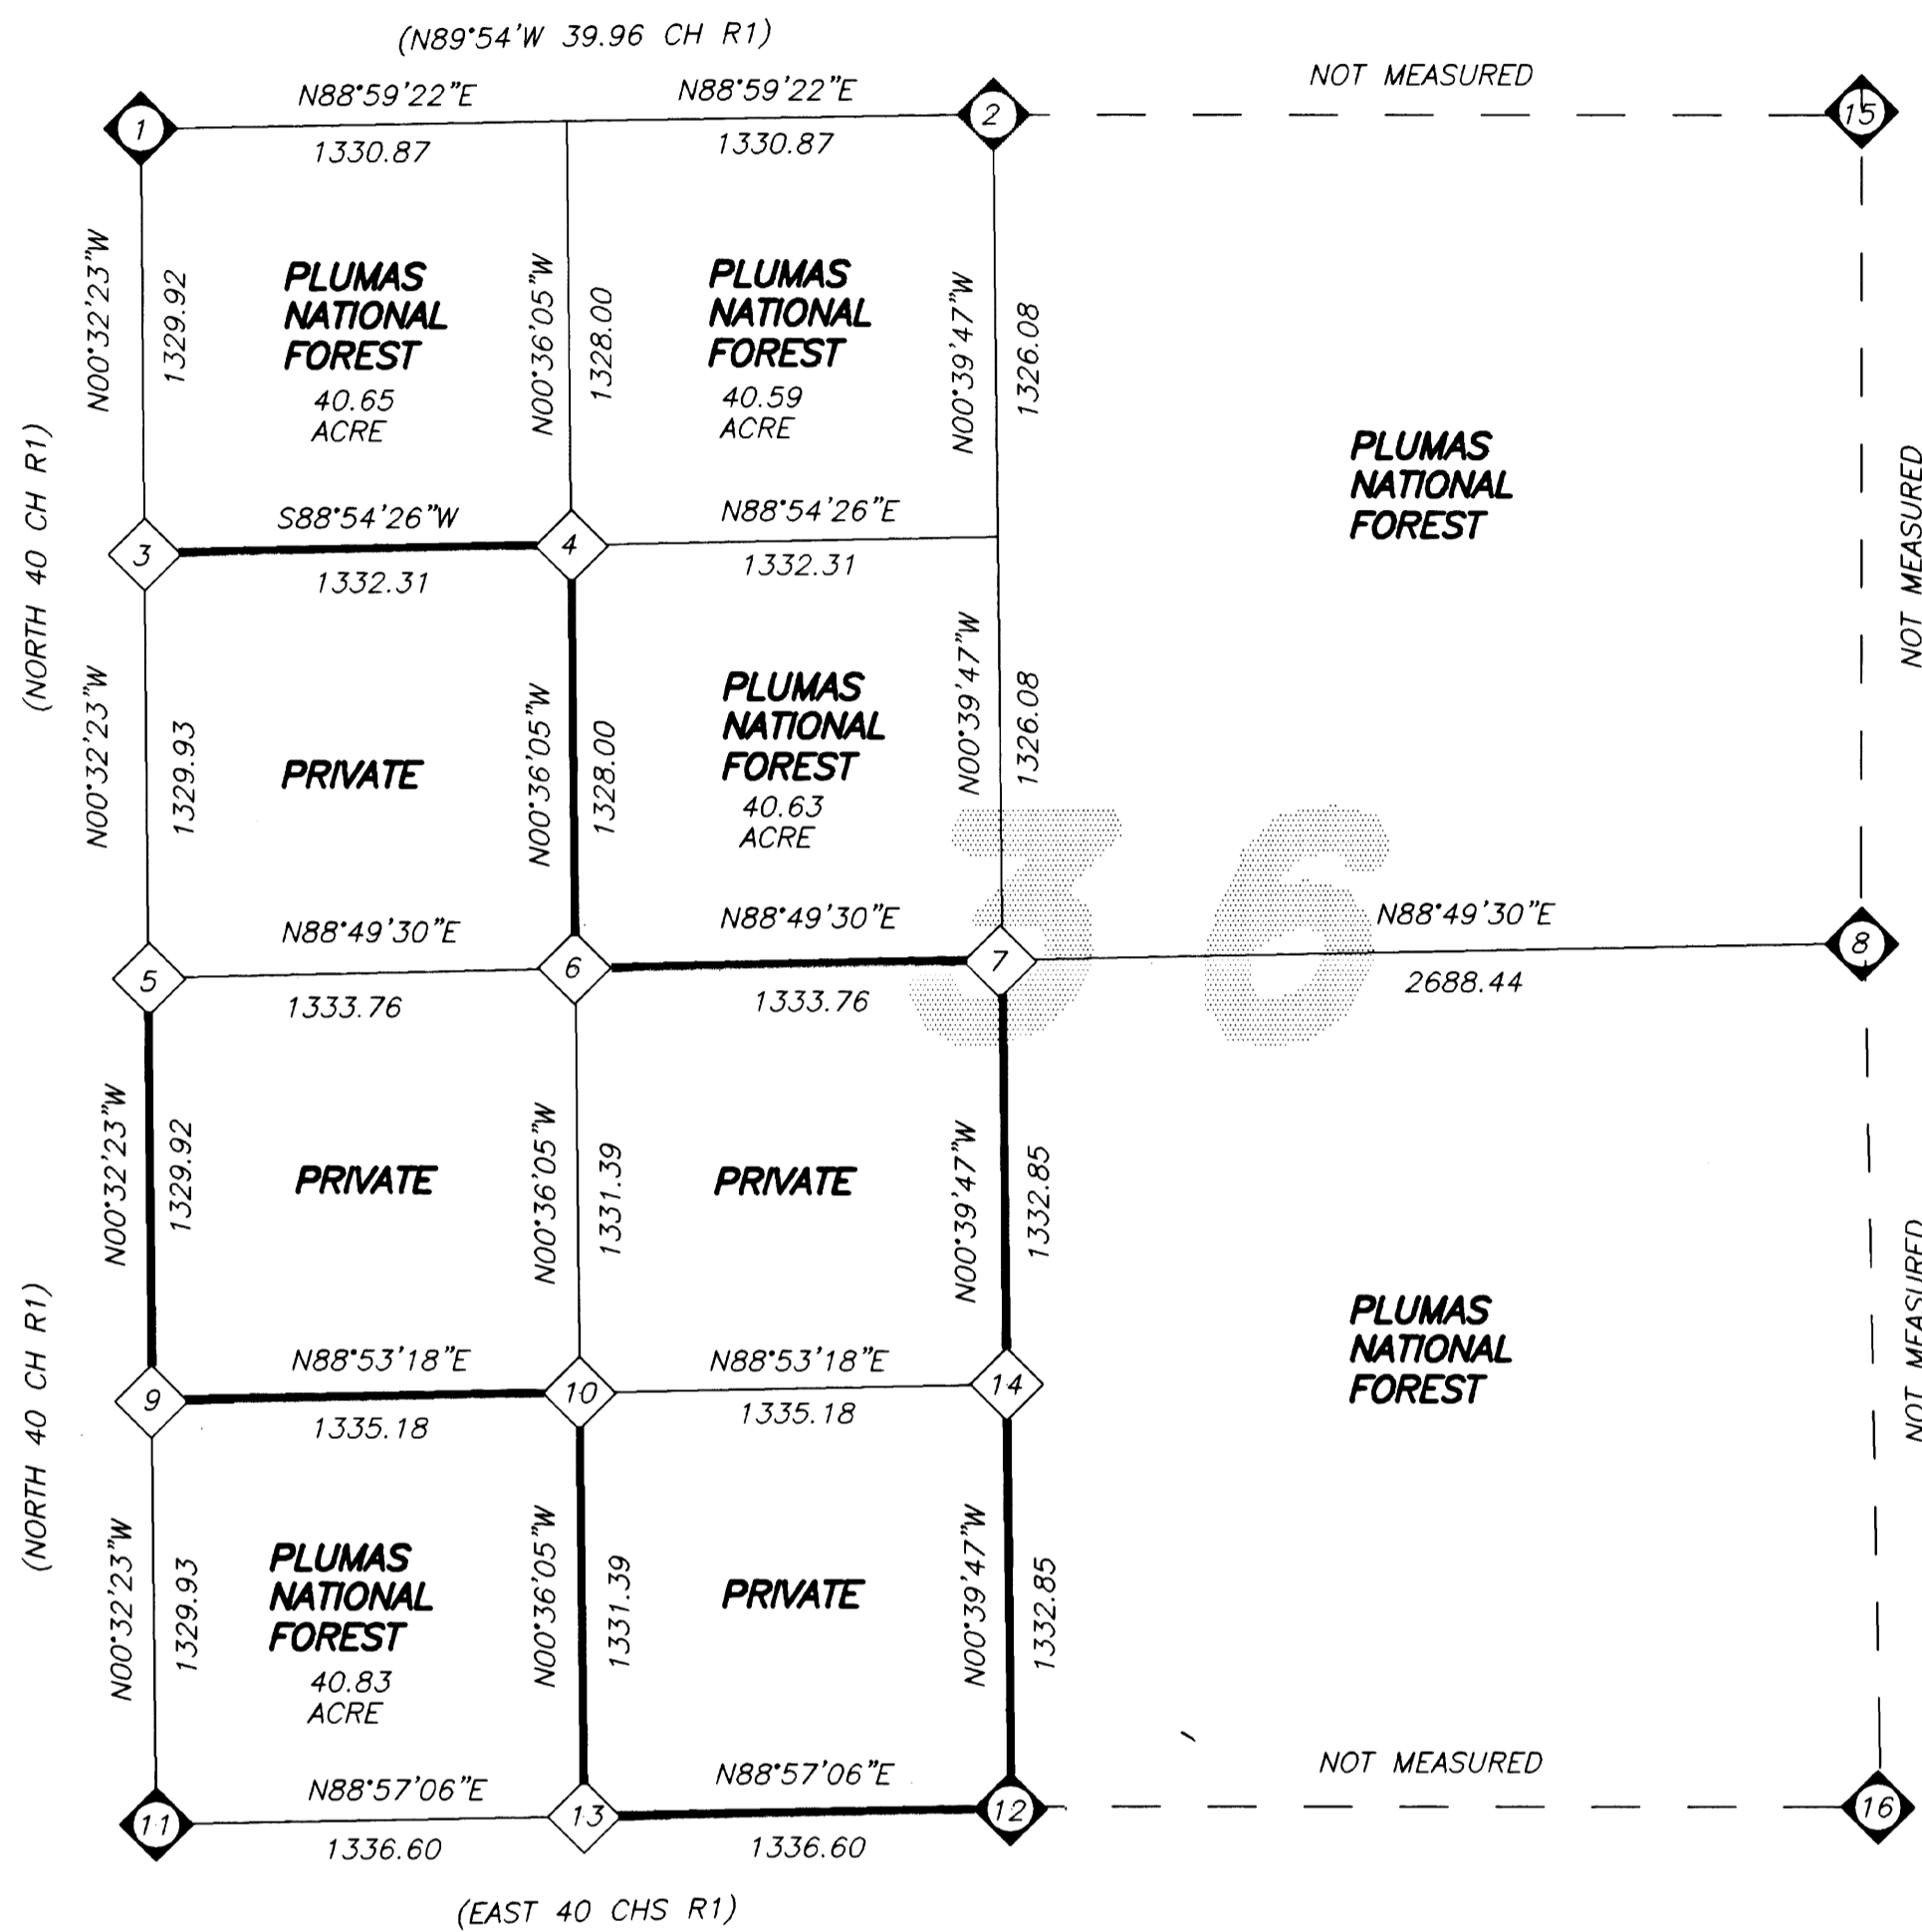 (N89°54'W 39.96 CH R1)
NOT MEASURED
N88°59'22"E
N88°59'22"E
1
2
15
1330.87
1330.87
N00°32'23"W
1329.92
PLUMAS
NATIONAL
FOREST
40.65
ACRE
N00°36'05"W
1328.00
PLUMAS
NATIONAL
FOREST
40.59
ACRE
N00°39'47"W
1326.08
PLUMAS
NATIONAL
FOREST
NOT MEASURED
(NORTH 40 CH R1)
S88°54'26"W
N88°54'26"E
3
4
1332.31
1332.31
N00°32'23"W
1329.93
PRIVATE
N00°36'05"W
1328.00
PLUMAS
NATIONAL
FOREST
40.63
ACRE
N00°39'47"W
1326.08
36
N88°49'30"E
N88°49'30"E
N88°49'30"E
5
6
7
8
1333.76
1333.76
2688.44
N00°32'23"W
1329.92
PRIVATE
N00°36'05"W
1331.39
PRIVATE
N00°39'47"W
1332.85
PLUMAS
NATIONAL
FOREST
NOT MEASURED
(NORTH 40 CH R1)
N88°53'18"E
N88°53'18"E
9
10
14
1335.18
1335.18
N00°32'23"W
1329.93
PLUMAS
NATIONAL
FOREST
40.83
ACRE
N00°36'05"W
1331.39
PRIVATE
N00°39'47"W
1332.85
NOT MEASURED
N88°57'06"E
N88°57'06"E
11
13
12
16
1336.60
1336.60
(EAST 40 CHS R1)